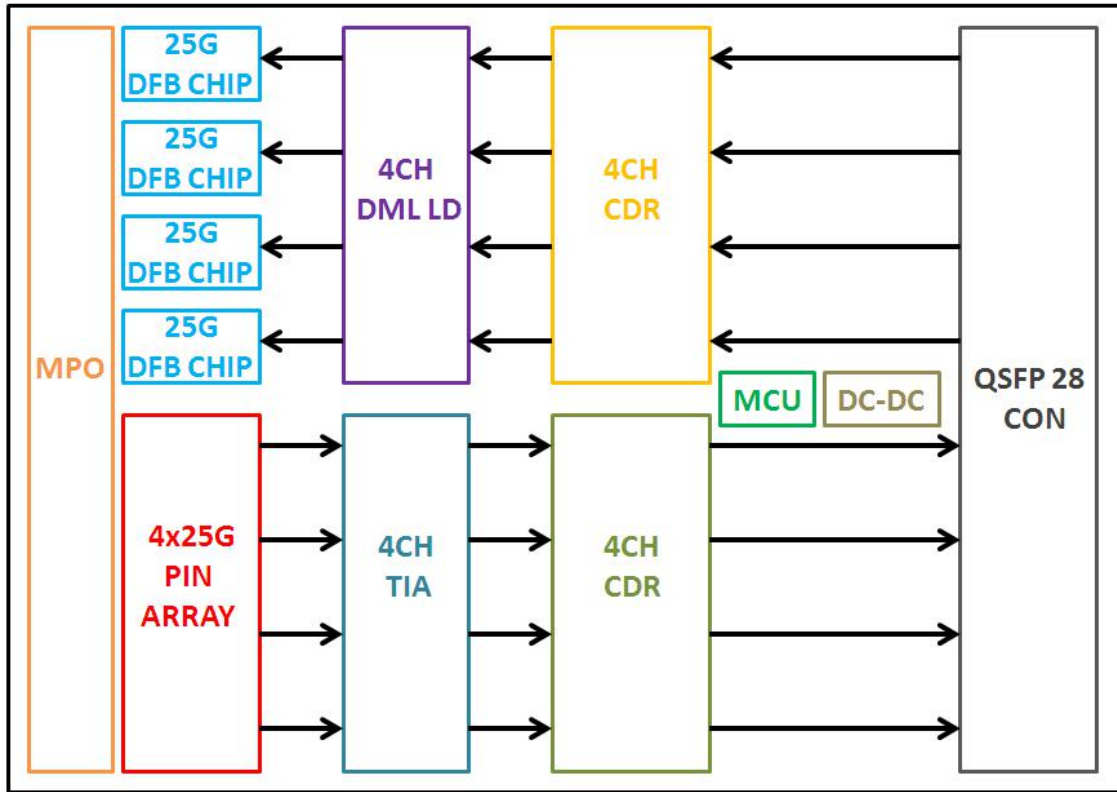 25G
DFB CHIP
25G
DFB CHIP
25G
DFB CHIP
25G
DFB CHIP
4CH
DML LD
4CH
CDR
MPO
QSFP 28
CON
MCU
DC-DC
4x25G
PIN
ARRAY
4CH
TIA
4CH
CDR